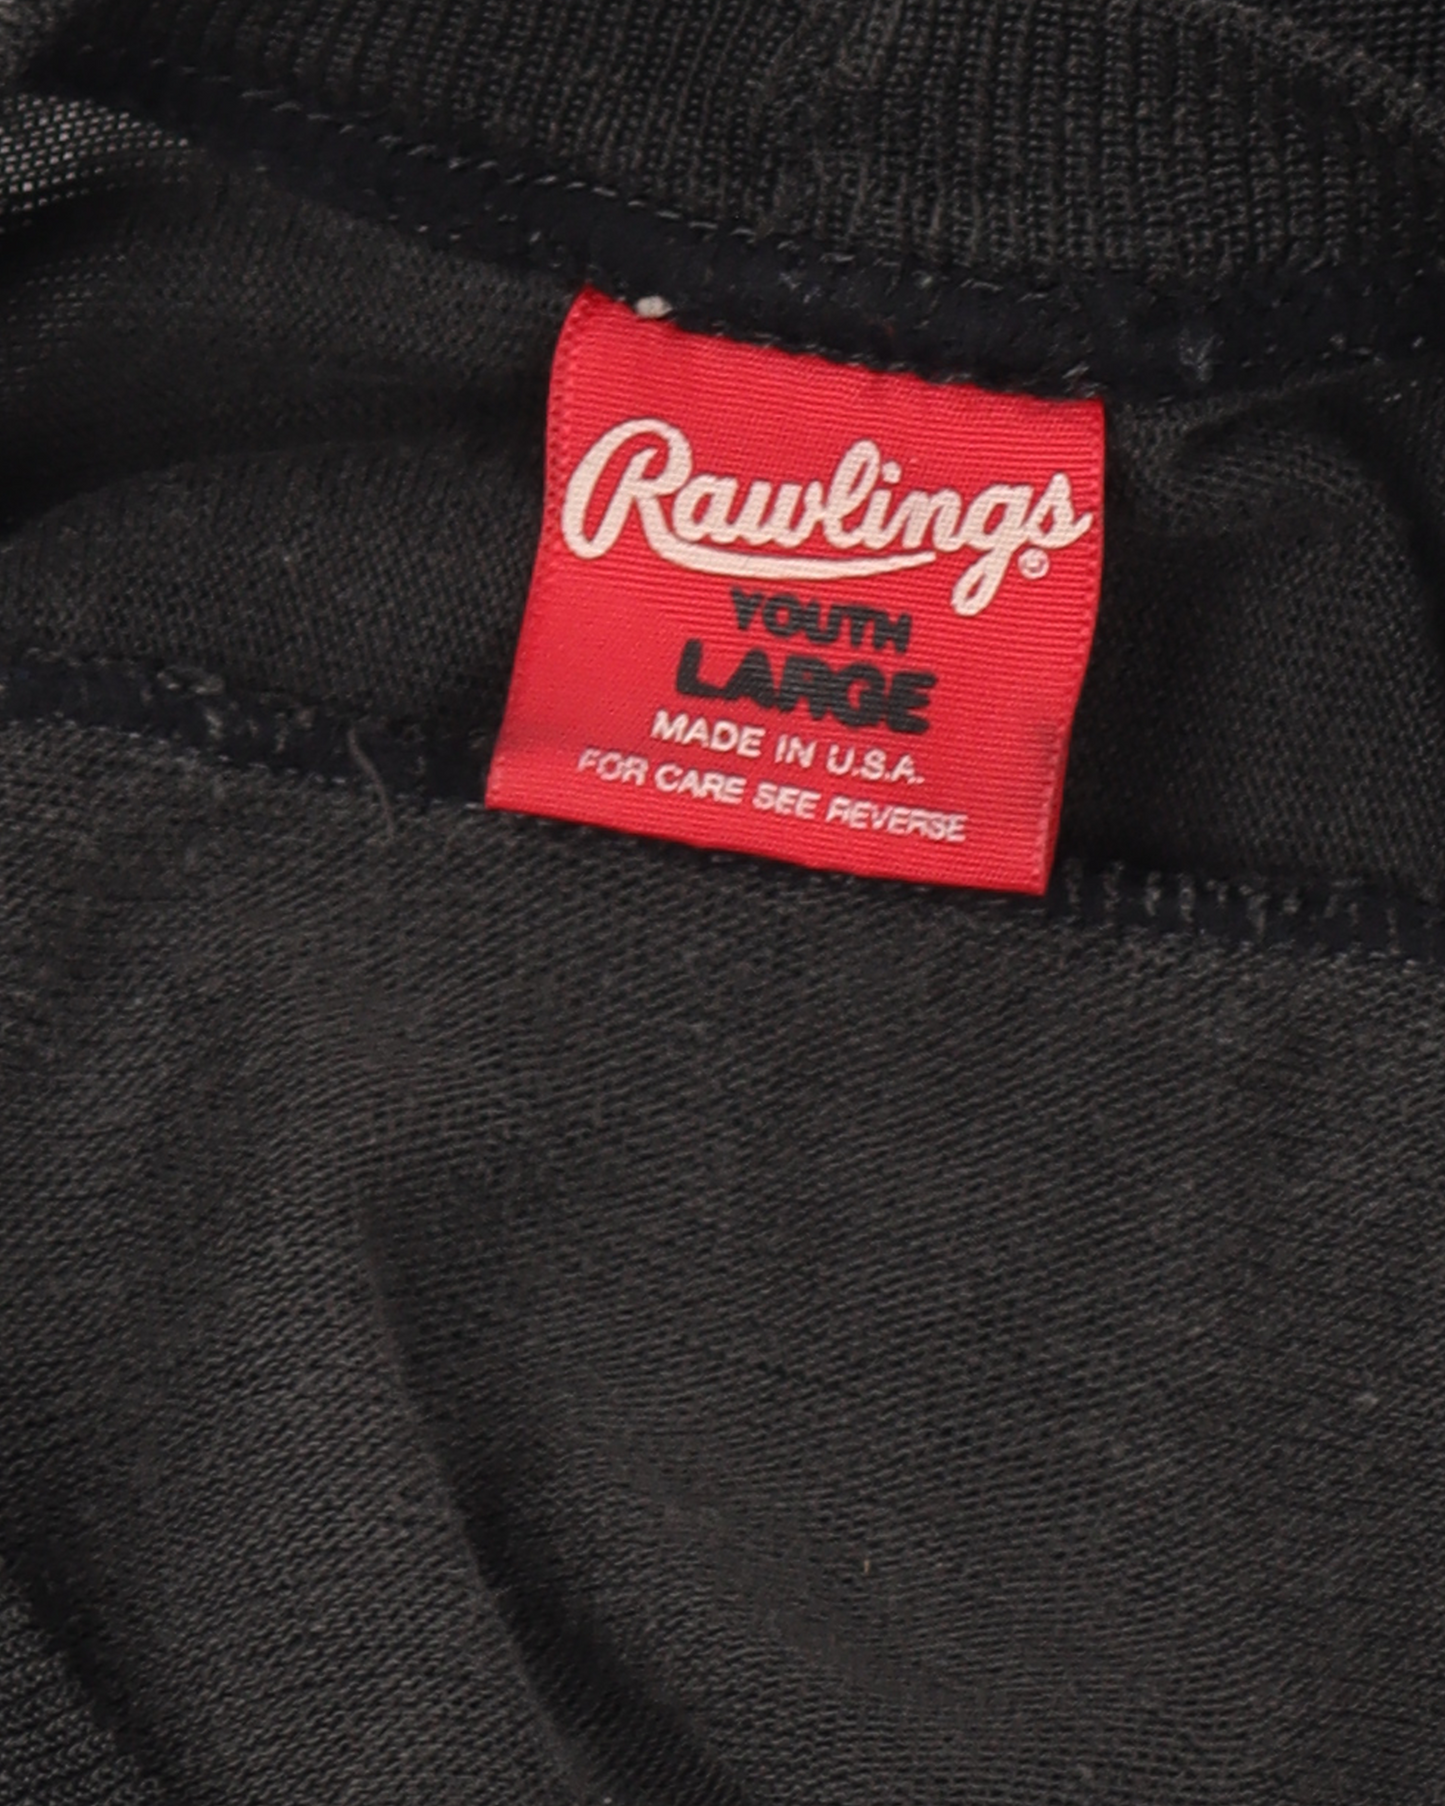 Rawlings®
YOUTH
LARGE
MADE IN U.S.A.
FOR CARE SEE REVERSE